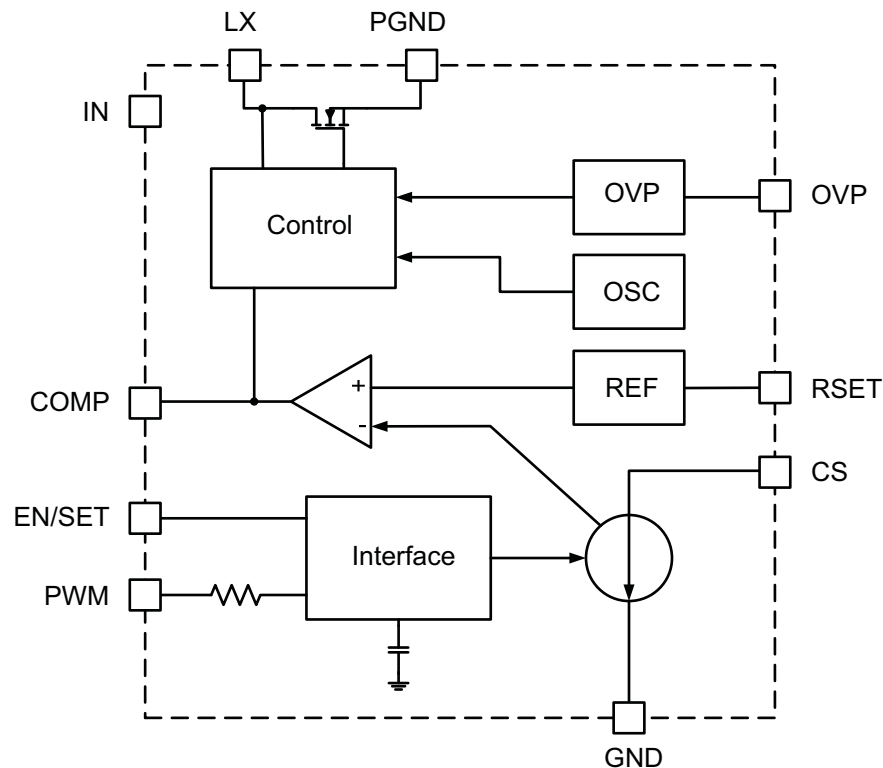 LX
PGND
IN
OVP
OVP
Control
OSC
COMP
+
REF
RSET
-
CS
EN/SET
Interface
PWM
GND